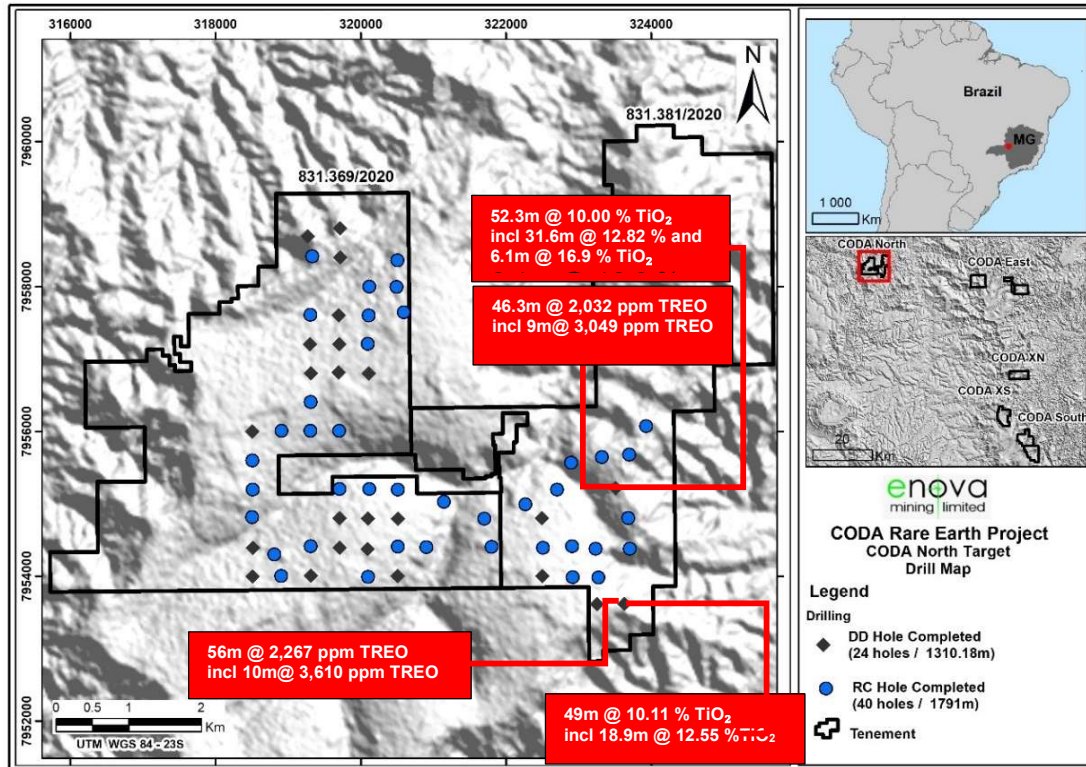 316000 318000 320000 322000 324000
N
831.381/2020
831.369/2020
7960000
7958000
7956000
7954000
7952000
52.3m @ 10.00 % TiO₂
incl 31.6m @ 12.82 % and
6.1m @ 16.9 % TiO₂
46.3m @ 2,032 ppm TREO
incl 9m@ 3,049 ppm TREO
56m @ 2,267 ppm TREO
incl 10m@ 3,610 ppm TREO
49m @ 10.11 % TiO₂
incl 18.9m @ 12.55 %TiO₂
0 0.5 1 2
Km
UTM WGS 84 - 23S
Brazil
MG
1 000
Km
CODA North
CODA East
CODA XN
CODA XS
CODA South
20
Km
enova
mining limited
CODA Rare Earth Project
CODA North Target
Drill Map
Legend
Drilling
DD Hole Completed
(24 holes / 1310.18m)
RC Hole Completed
(40 holes / 1791m)
Tenement